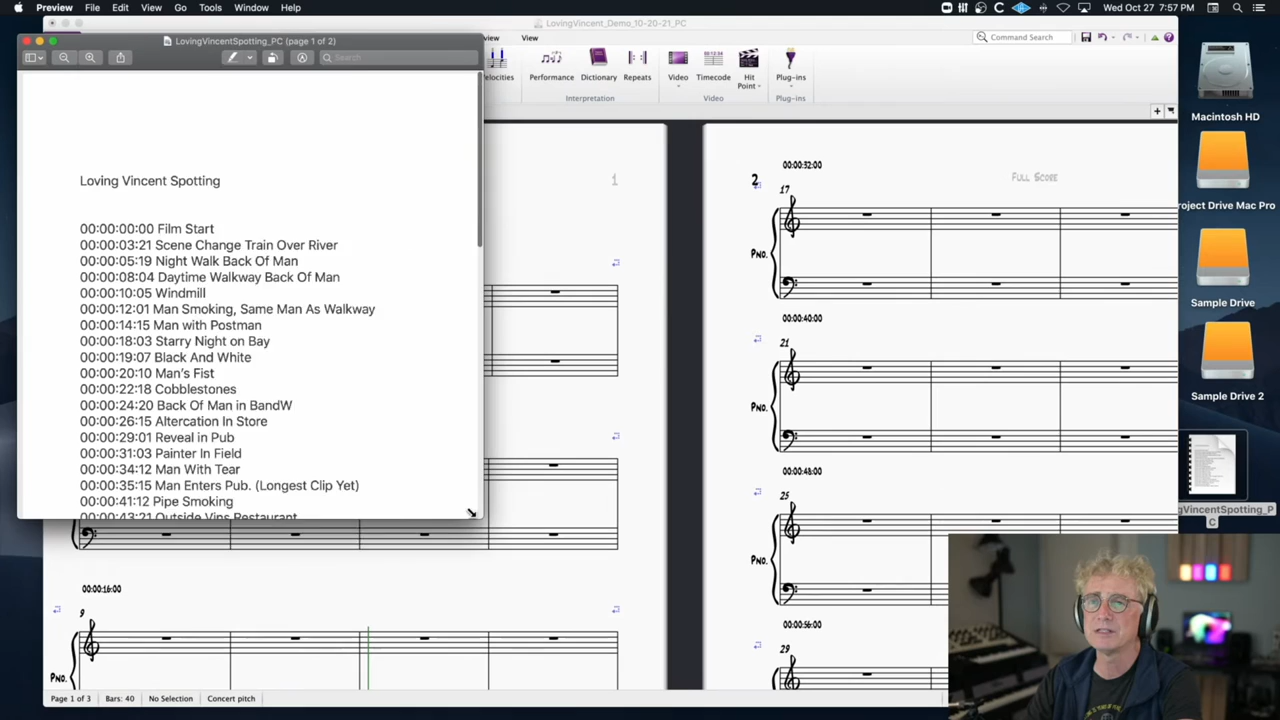 Preview File Edit View Go Tools Window Help
Wed Oct 27 7:57 PM
LovingVincent_Demo_10-20-21_PC
LovingVincentSpotting_PC (page 1 of 2)
Search
View
Command Search
Performance Dictionary Repeats Video Timecode Hit Point Plug-ins
Interpretation Video Plug-ins
Loving Vincent Spotting
00:00:00:00 Film Start
00:00:03:21 Scene Change Train Over River
00:00:05:19 Night Walk Back Of Man
00:00:08:04 Daytime Walkway Back Of Man
00:00:10:05 Windmill
00:00:12:01 Man Smoking, Same Man As Walkway
00:00:14:15 Man with Postman
00:00:18:03 Starry Night on Bay
00:00:19:07 Black And White
00:00:20:10 Man's Fist
00:00:22:18 Cobblestones
00:00:24:20 Back Of Man in BandW
00:00:26:15 Altercation In Store
00:00:29:01 Reveal in Pub
00:00:31:03 Painter In Field
00:00:34:12 Man With Tear
00:00:35:15 Man Enters Pub. (Longest Clip Yet)
00:00:41:12 Pipe Smoking
00:00:43:21 Outside Vins Restaurant
1
00:00:16:00
9
Pno.
00:00:32:00
2
Full Score
17
Pno.
00:00:40:00
21
Pno.
00:00:48:00
25
Pno.
00:00:56:00
29
Page 1 of 3 Bars: 40 No Selection Concert pitch
Macintosh HD
roject Drive Mac Pro
Sample Drive
Sample Drive 2
ngVincentSpotting_P
C